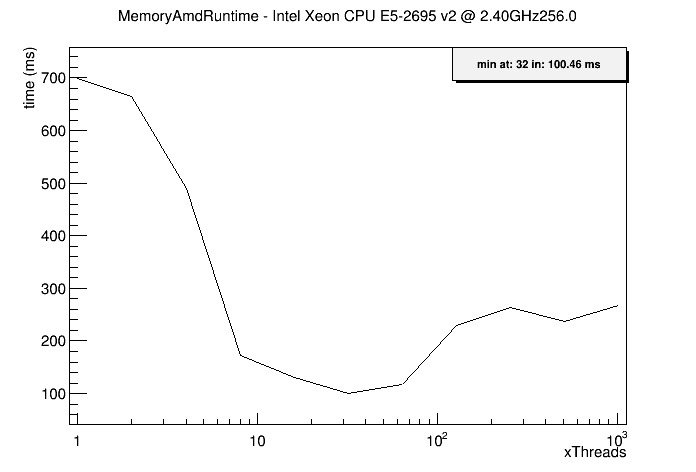 MemoryAmdRuntime - Intel Xeon CPU E5-2695 v2 @ 2.40GHz256.0
time (ms)
min at: 32 in: 100.46 ms
700
600
500
400
300
200
100
1
10
10²
10³
xThreads